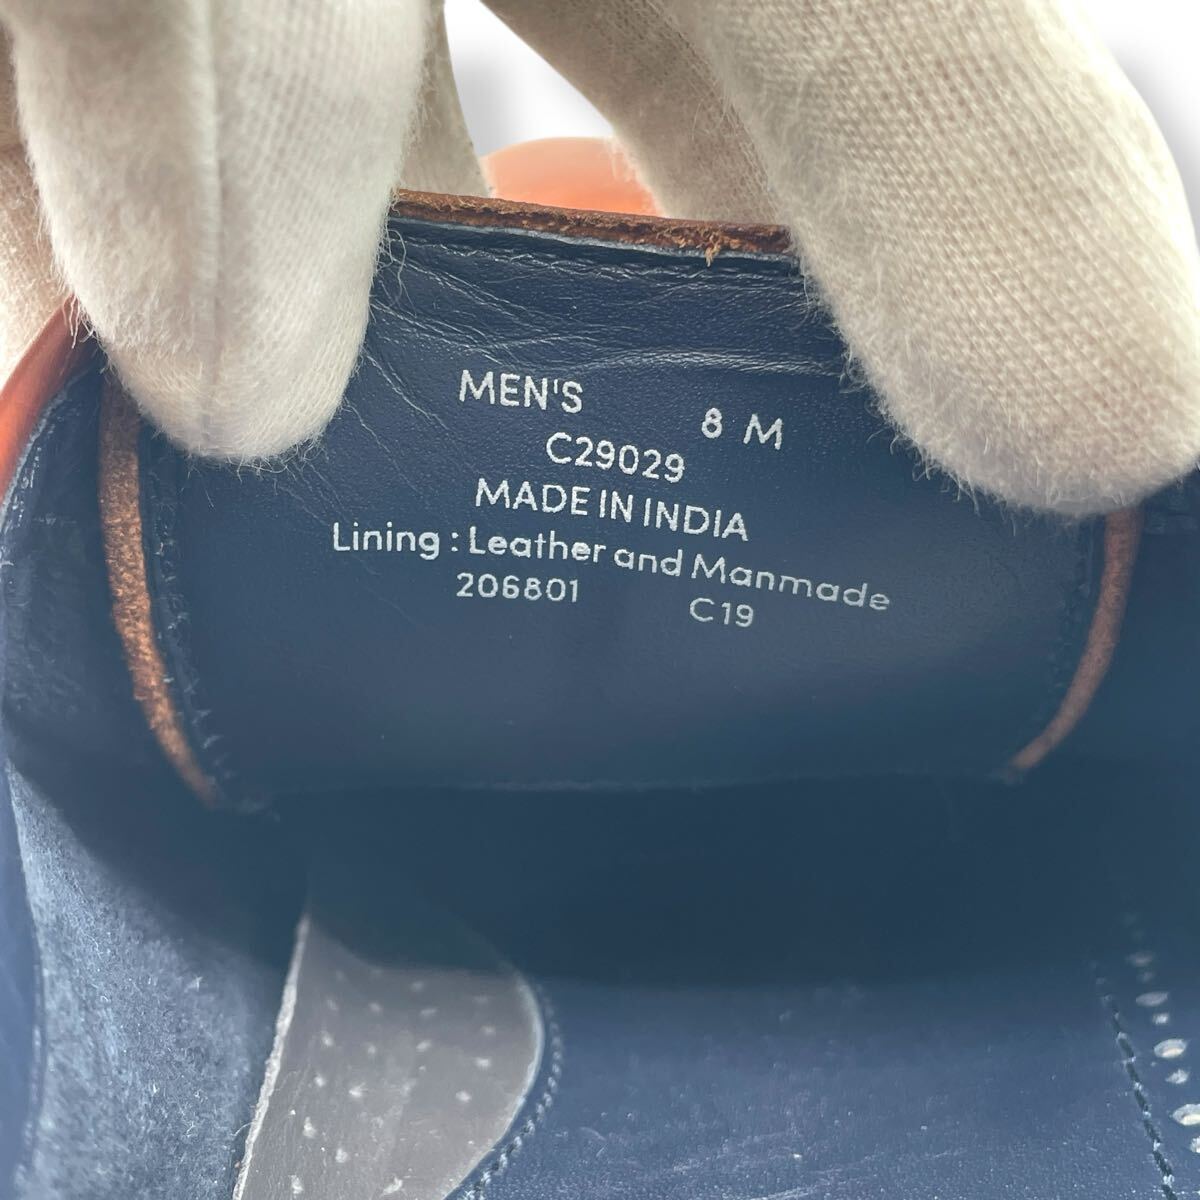 MEN'S 8 M
C29029
MADE IN INDIA
Lining : Leather and Manmade
206801 C19